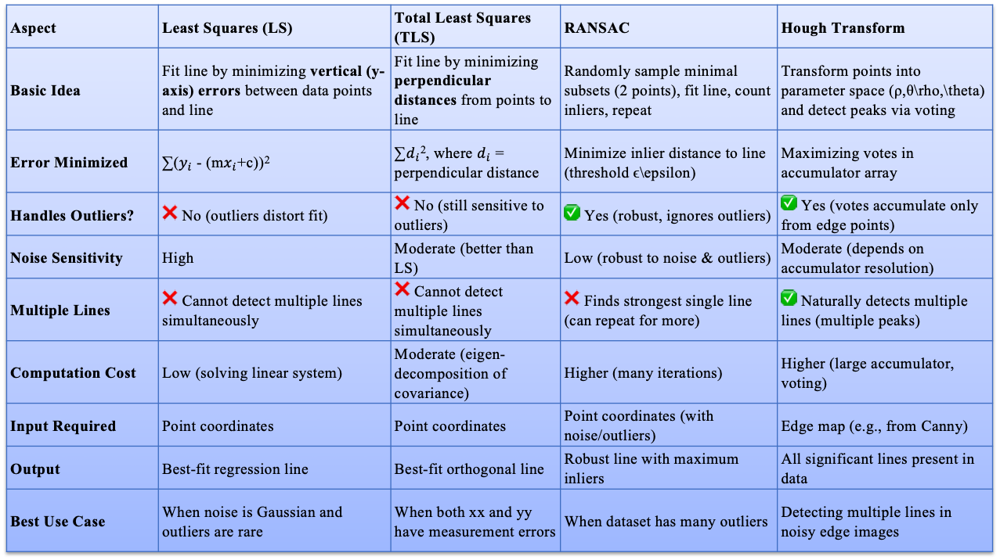 Aspect
Least Squares (LS)
Total Least Squares
(TLS)
RANSAC
Hough Transform
Basic Idea
Fit line by minimizing vertical (y-
axis) errors between data points
and line
Fit line by minimizing
perpendicular
distances from points to
line
Randomly sample minimal
subsets (2 points), fit line, count
inliers, repeat
Transform points into
parameter space (ρ,θ\rho,\theta)
and detect peaks via voting
Error Minimized
∑(𝑦ᵢ - (m𝑥ᵢ+c))²
∑𝑑ᵢ², where 𝑑ᵢ =
perpendicular distance
Minimize inlier distance to line
(threshold ϵ\epsilon)
Maximizing votes in
accumulator array
Handles Outliers?
❌ No (outliers distort fit)
❌ No (still sensitive to
outliers)
✅ Yes (robust, ignores outliers)
✅ Yes (votes accumulate only
from edge points)
Noise Sensitivity
High
Moderate (better than
LS)
Low (robust to noise & outliers)
Moderate (depends on
accumulator resolution)
Multiple Lines
❌ Cannot detect multiple lines
simultaneously
❌ Cannot detect
multiple lines
simultaneously
❌ Finds strongest single line
(can repeat for more)
✅ Naturally detects multiple
lines (multiple peaks)
Computation Cost
Low (solving linear system)
Moderate (eigen-
decomposition of
covariance)
Higher (many iterations)
Higher (large accumulator,
voting)
Input Required
Point coordinates
Point coordinates
Point coordinates (with
noise/outliers)
Edge map (e.g., from Canny)
Output
Best-fit regression line
Best-fit orthogonal line
Robust line with maximum
inliers
All significant lines present in
data
Best Use Case
When noise is Gaussian and
outliers are rare
When both xx and yy
have measurement errors
When dataset has many outliers
Detecting multiple lines in
noisy edge images